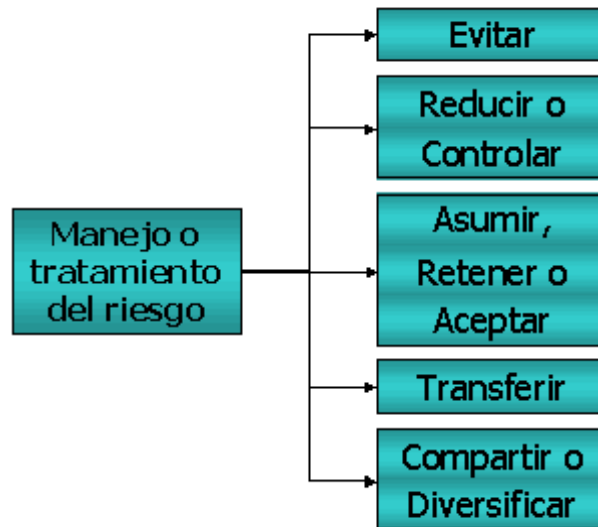 Manejo o
tratamiento
del riesgo
Evitar
Reducir o
Controlar
Asumir,
Retener o
Aceptar
Transferir
Compartir o
Diversificar